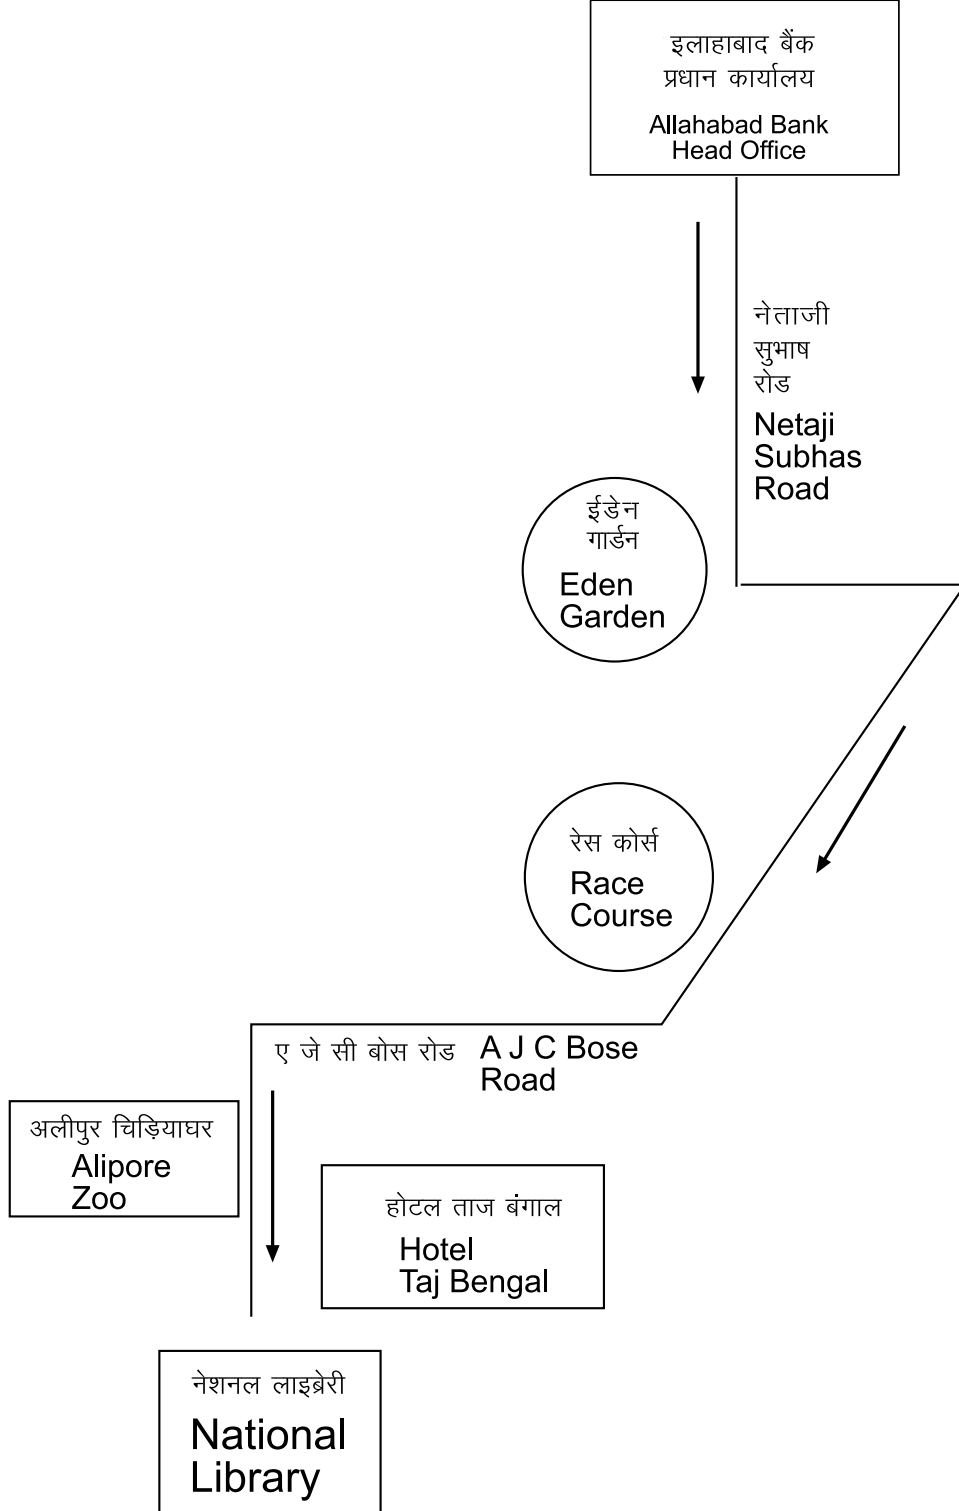 इलाहाबाद बैंक
प्रधान कार्यालय
Allahabad Bank
Head Office
नेताजी
सुभाष
रोड
Netaji
Subhas
Road
ईडेन
गार्डन
Eden
Garden
रेस कोर्स
Race
Course
ए जे सी बोस रोड A J C Bose
Road
अलीपुर चिड़ियाघर
Alipore
Zoo
होटल ताज बंगाल
Hotel
Taj Bengal
नेशनल लाइब्रेरी
National
Library